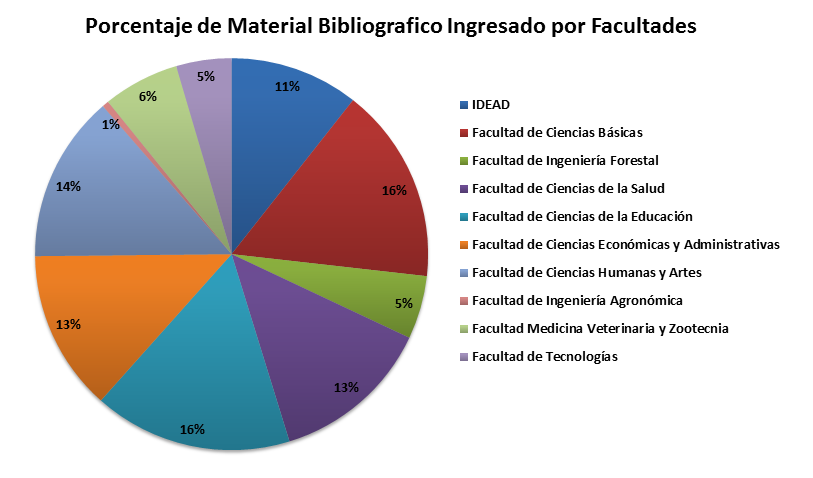 Porcentaje de Material Bibliografico Ingresado por Facultades
5%
11%
6%
1%
16%
14%
5%
13%
13%
16%
IDEAD
Facultad de Ciencias Básicas
Facultad de Ingeniería Forestal
Facultad de Ciencias de la Salud
Facultad de Ciencias de la Educación
Facultad de Ciencias Económicas y Administrativas
Facultad de Ciencias Humanas y Artes
Facultad de Ingeniería Agronómica
Facultad Medicina Veterinaria y Zootecnia
Facultad de Tecnologías